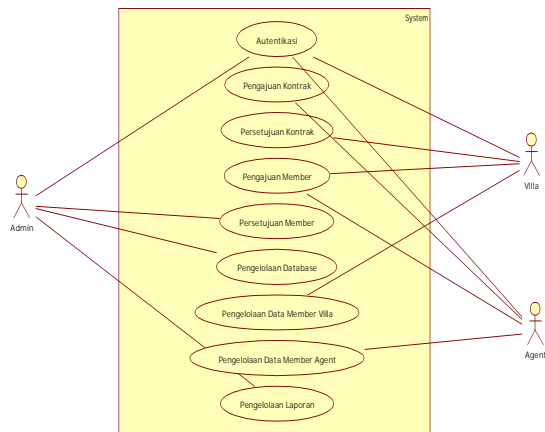 System
Autentikasi
Pengajuan Kontrak
Persetujuan Kontrak
Pengajuan Member
Villa
Persetujuan Member
Admin
Pengelolaan Database
Pengelolaan Data Member Villa
Agent
Pengelolaan Data Member Agent
Pengelolaan Laporan